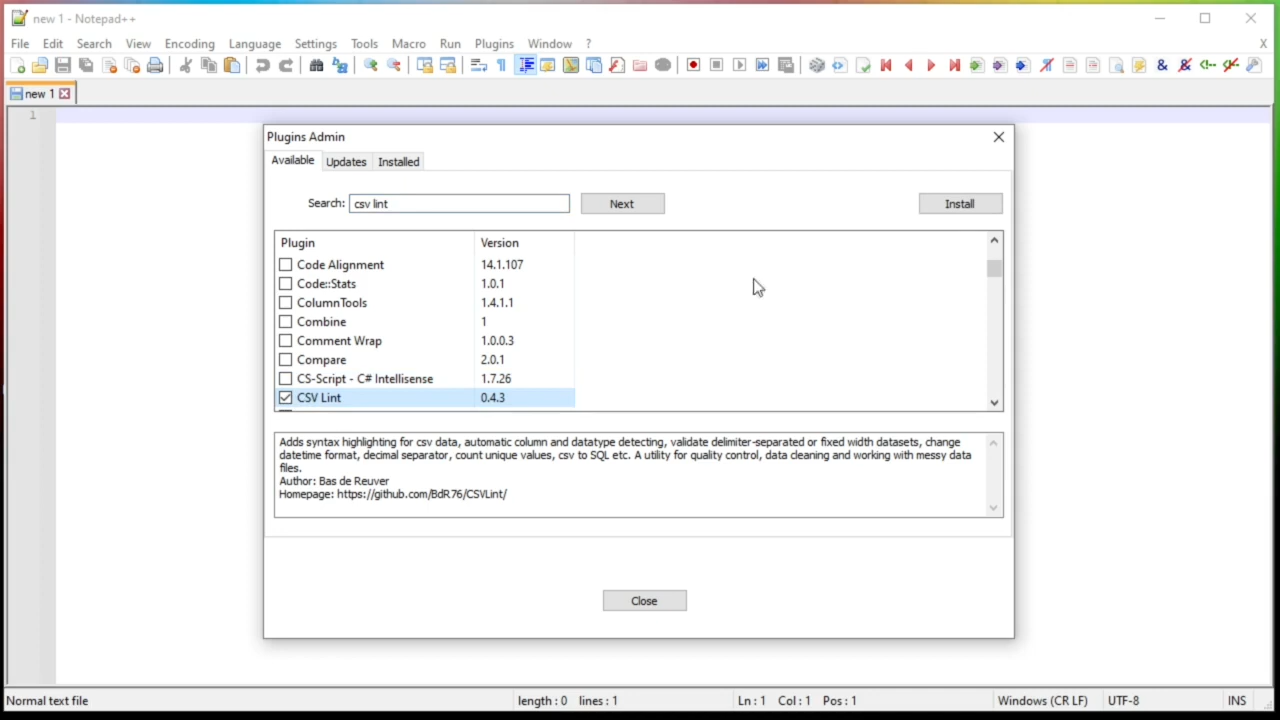 new 1 - Notepad++
File Edit Search View Encoding Language Settings Tools Macro Run Plugins Window ? X
new 1
1
Plugins Admin
Available Updates Installed
Search: csv lint Next Install
Plugin Version
Code Alignment 14.1.107
Code::Stats 1.0.1
ColumnTools 1.4.1.1
Combine 1
Comment Wrap 1.0.0.3
Compare 2.0.1
CS-Script - C# Intellisense 1.7.26
CSV Lint 0.4.3
Adds syntax highlighting for csv data, automatic column and datatype detecting, validate delimiter-separated or fixed width datasets, change
datetime format, decimal separator, count unique values, csv to SQL etc. A utility for quality control, data cleaning and working with messy data
files.
Author: Bas de Reuver
Homepage: https://github.com/BdR76/CSVLint/
Close
Normal text file length : 0 lines : 1 Ln : 1 Col : 1 Pos : 1 Windows (CR LF) UTF-8 INS